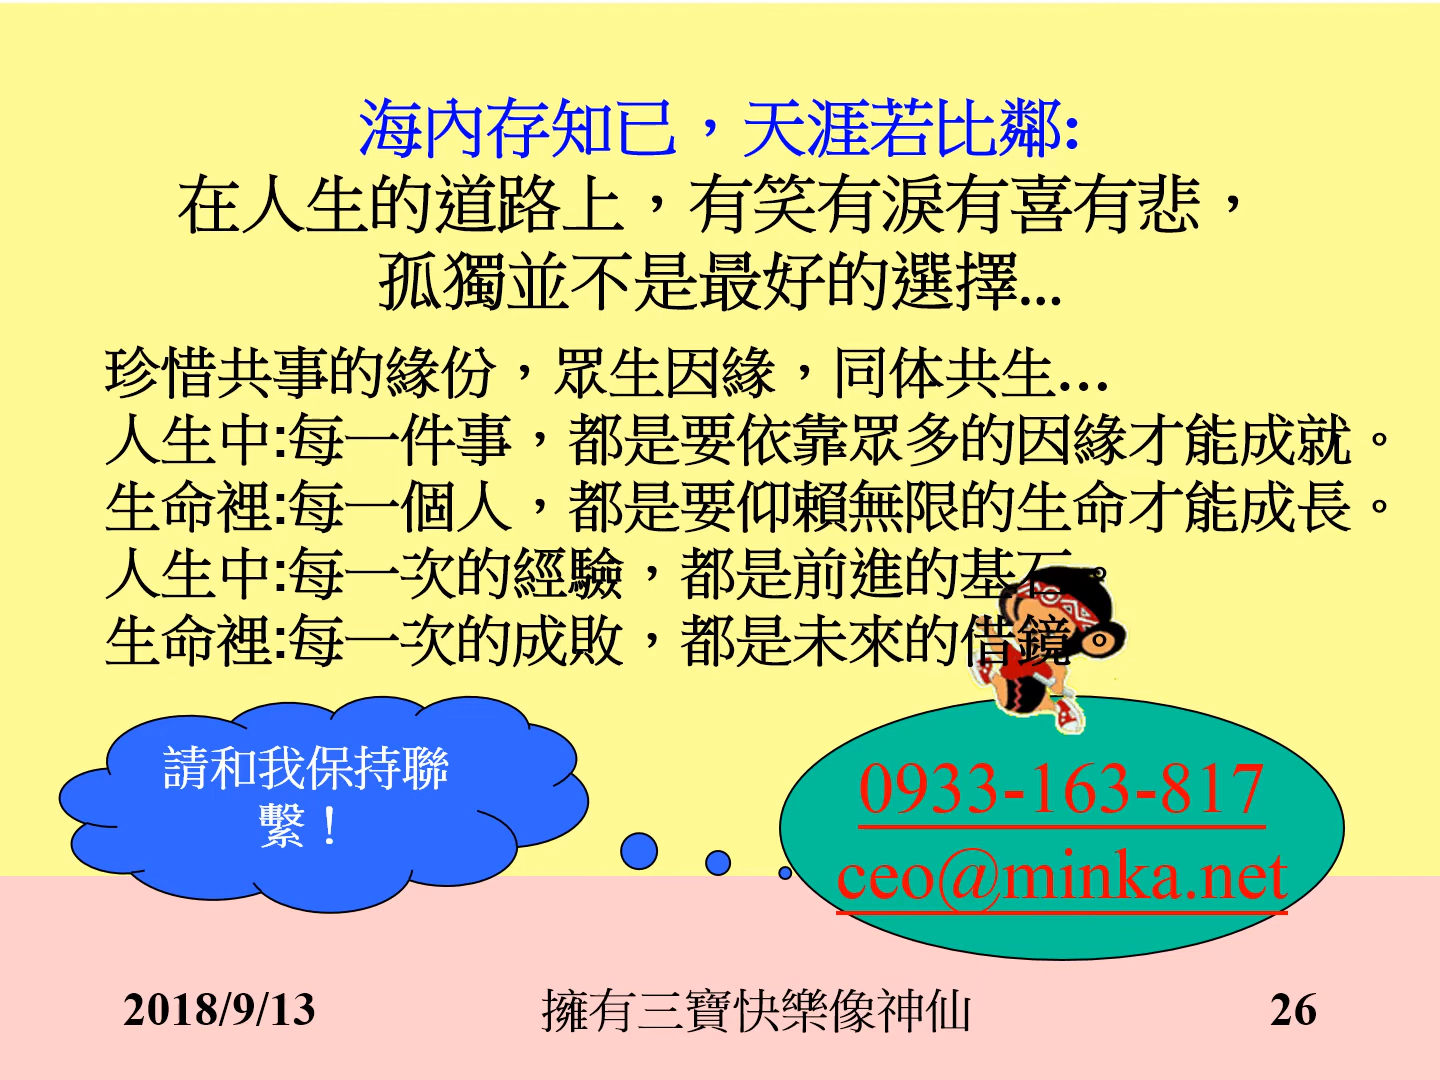 海內存知已，天涯若比鄰:
在人生的道路上，有笑有淚有喜有悲，
孤獨並不是最好的選擇...
珍惜共事的緣份，眾生因緣，同体共生…
人生中:每一件事，都是要依靠眾多的因緣才能成就。
生命裡:每一個人，都是要仰賴無限的生命才能成長。
人生中:每一次的經驗，都是前進的基石。
生命裡:每一次的成敗，都是未來的借鏡。
請和我保持聯
繫！
0933-163-817
ceo@minka.net
2018/9/13
擁有三寶快樂像神仙
26